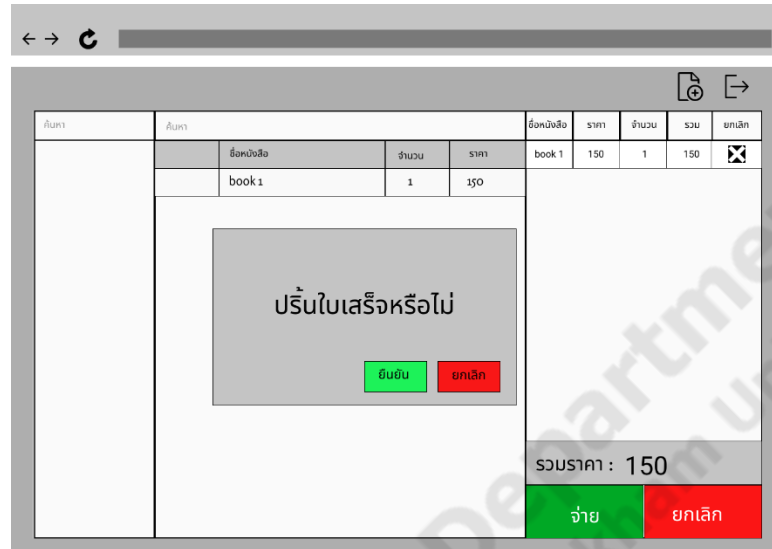 ค้นหา
ค้นหา
ชื่อหนังสือ ราคา จำนวน รวม ยกเลิก
ชื่อหนังสือ จำนวน ราคา
book 1 150 1 150
book 1 1 150
ปริ้นใบเสร็จหรือไม่
ยืนยัน ยกเลิก
รวมราคา : 150
จ่าย ยกเลิก